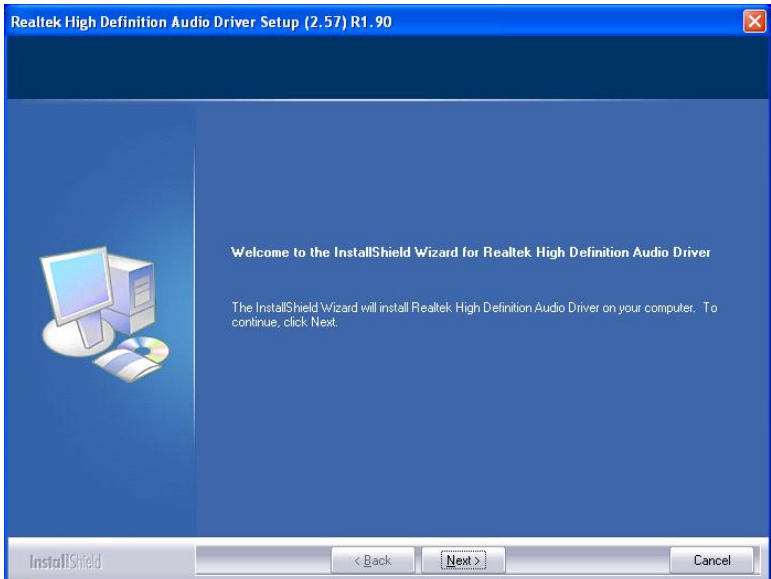 Realtek High Definition Audio Driver Setup (2.57) R1.90
Welcome to the InstallShield Wizard for Realtek High Definition Audio Driver
The InstallShield Wizard will install Realtek High Definition Audio Driver on your computer. To
continue, click Next.
InstallShield
< Back
Next >
Cancel